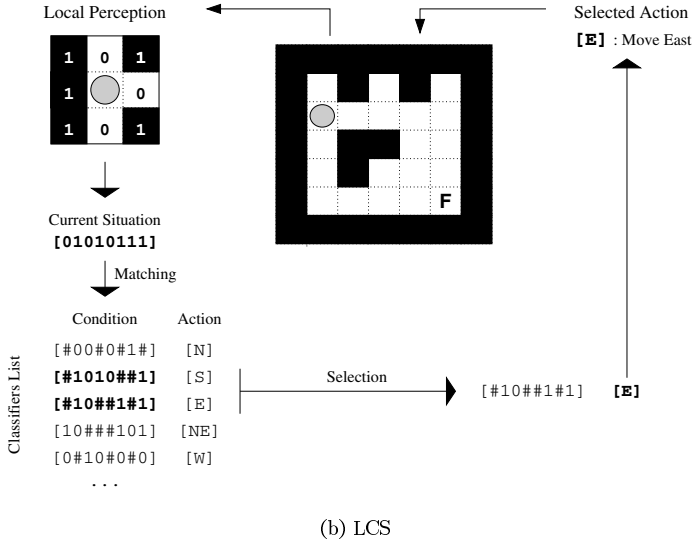 Local Perception
Selected Action
[E] : Move East
1 0 1
1 0
1 0 1
F
Current Situation
[01010111]
Matching
Condition Action
[#00#0#1#] [N]
[#1010##1] [S]
[#10##1#1] [E]
[10###101] [NE]
[0#10#0#0] [W]
...
Classifiers List
Selection
[#10##1#1] [E]
(b) LCS